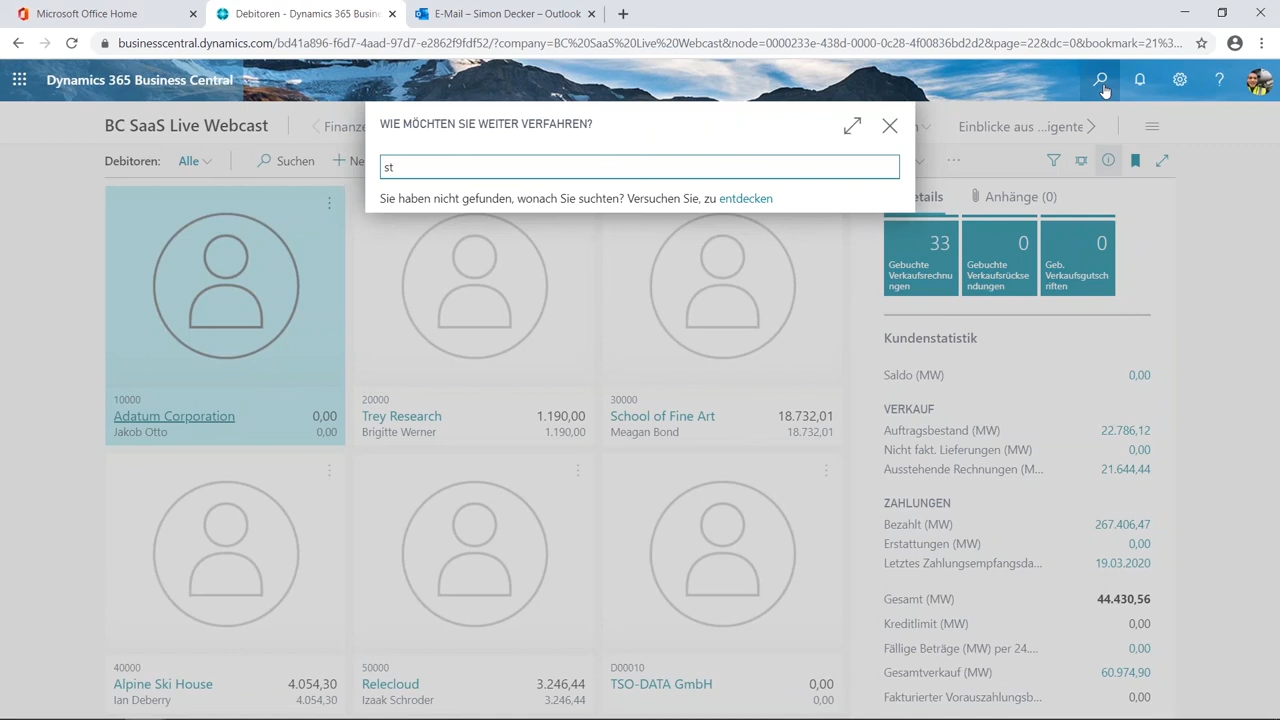 Microsoft Office Home
Debitoren - Dynamics 365 Busine
E-Mail – Simon Decker – Outlook
businesscentral.dynamics.com/bd41a896-f6d7-4aad-97d7-e2862f9fdf52/?company=BC%20SaaS%20Live%20Webcast&node=0000233e-438d-0000-0c28-4f00836bd2d2&page=22&dc=0&bookmark=21%3...
Dynamics 365 Business Central
BC SaaS Live Webcast
Finanze
Einblicke aus ...igente
WIE MÖCHTEN SIE WEITER VERFAHREN?
st
Sie haben nicht gefunden, wonach Sie suchten? Versuchen Sie, zu entdecken
Debitoren: Alle
Suchen
Ne
etails
Anhänge (0)
10000
Adatum Corporation 0,00
Jakob Otto 0,00
20000
Trey Research 1.190,00
Brigitte Werner 1.190,00
30000
School of Fine Art 18.732,01
Meagan Bond 18.732,01
40000
Alpine Ski House 4.054,30
Ian Deberry 4.054,30
50000
Relecloud 3.246,44
Izaak Schroder 3.246,44
D00010
TSO-DATA GmbH 0,00
0,00
33
Gebuchte
Verkaufsrechnu
ngen
0
Gebuchte
Verkaufsrückse
ndungen
0
Geb.
Verkaufsgutsch
riften
Kundenstatistik
Saldo (MW) 0,00
VERKAUF
Auftragsbestand (MW) 22.786,12
Nicht fakt. Lieferungen (MW) 0,00
Ausstehende Rechnungen (M... 21.644,44
ZAHLUNGEN
Bezahlt (MW) 267.406,47
Erstattungen (MW) 0,00
Letztes Zahlungsempfangsda... 19.03.2020
Gesamt (MW) 44.430,56
Kreditlimit (MW) 0,00
Fällige Beträge (MW) per 24.... 0,00
Gesamtverkauf (MW) 60.974,90
Fakturierter Vorauszahlungsb... 0,00